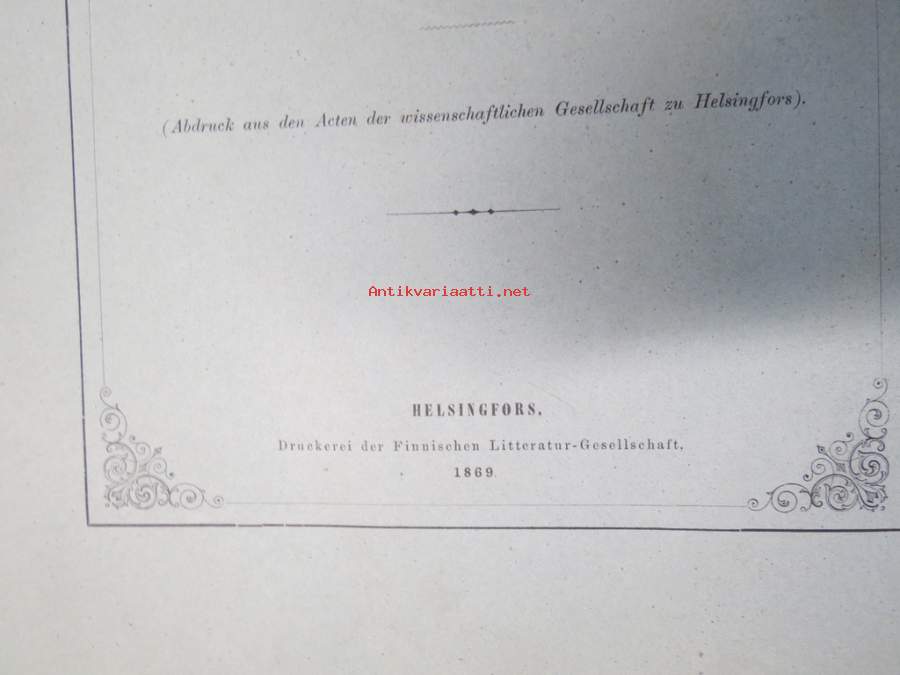 (Abdruck aus den Acten der wissenschaftlichen Gesellschaft zu Helsingfors).
Antikvariaatti.net
HELSINGFORS.
Druckerei der Finnischen Litteratur-Gesellschaft,
1869.